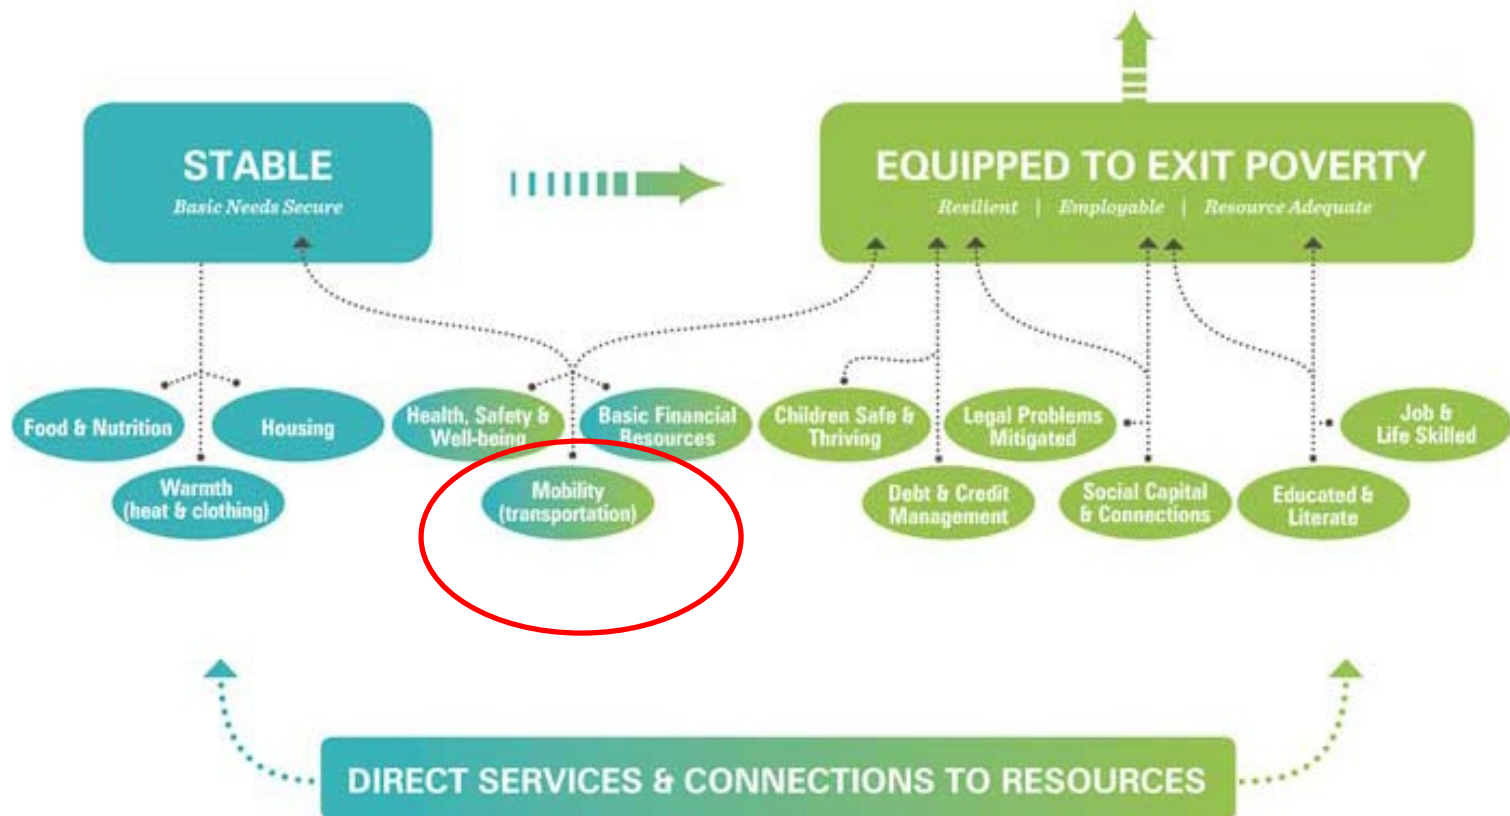 STABLE
Basic Needs Secure
EQUIPPED TO EXIT POVERTY
Resilient | Employable | Resource Adequate
Food & Nutrition
Housing
Warmth
(heat & clothing)
Health, Safety &
Well-being
Basic Financial
Resources
Mobility
(transportation)
Children Safe &
Thriving
Legal Problems
Mitigated
Job &
Life Skilled
Debt & Credit
Management
Social Capital
& Connections
Educated &
Literate
DIRECT SERVICES & CONNECTIONS TO RESOURCES